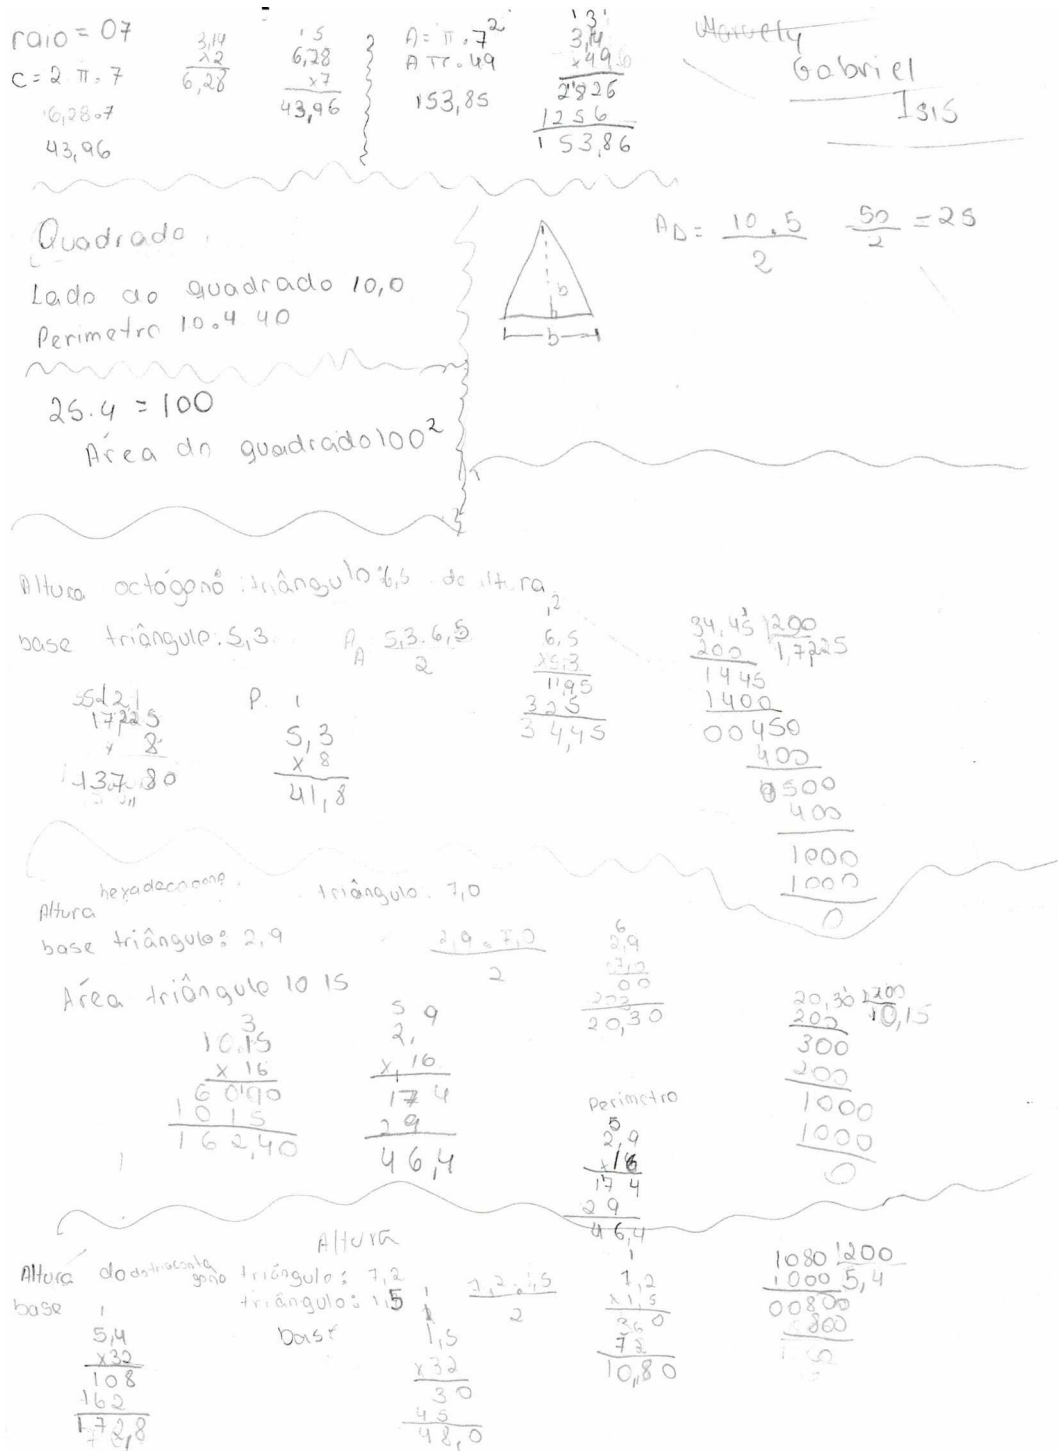 raio = 07
C = 2 π . 7
6,28 . 7
43,96
3,14
x2
6,28
15
6,28
x7
43,96
A = π . 7²
A π . 49
153,85
3
3,14
x49
2826
1256
153,86
Gabriel
Isis
Quadrado
Lado do quadrado 10,0
Perimetro 10.4 40
25.4 = 100
Área do quadrado 100²
b
b
A△ = 10 . 5
2
50
2
= 25
Altura octógono triângulo 6,5 de altura
base triângulo: 5,3
5,3 . 6,5
2
6,5
x5,3
195
325
34,45
34,45 200
200 1,7225
1445
1400
00450
400
0500
400
1000
1000
0
17,225
x 8
137,80
P.
5,3
x 8
41,8
hexadecagono
Altura triângulo . 7,0
base triângulo: 2,9
2,9 . 7,0
2
6
2,9
7,0
00
203
20,30
Área triângulo 10 15
3
10.15
x 16
6090
1015
162,40
5 9
2,
x 16
174
29
46,4
20,30 200
200 10,15
300
200
1000
1000
0
Perimetro
5
2,9
x16
174
29
46,4
Altura
Altura do triângulo: 7,2
base triângulo: 1,5
base
7,2 . 1,5
2
5,4
x32
108
162
172,8
1,5
x32
30
45
48,0
7,2
x1,5
360
72
10,80
1080 200
1000 5,4
00800
800